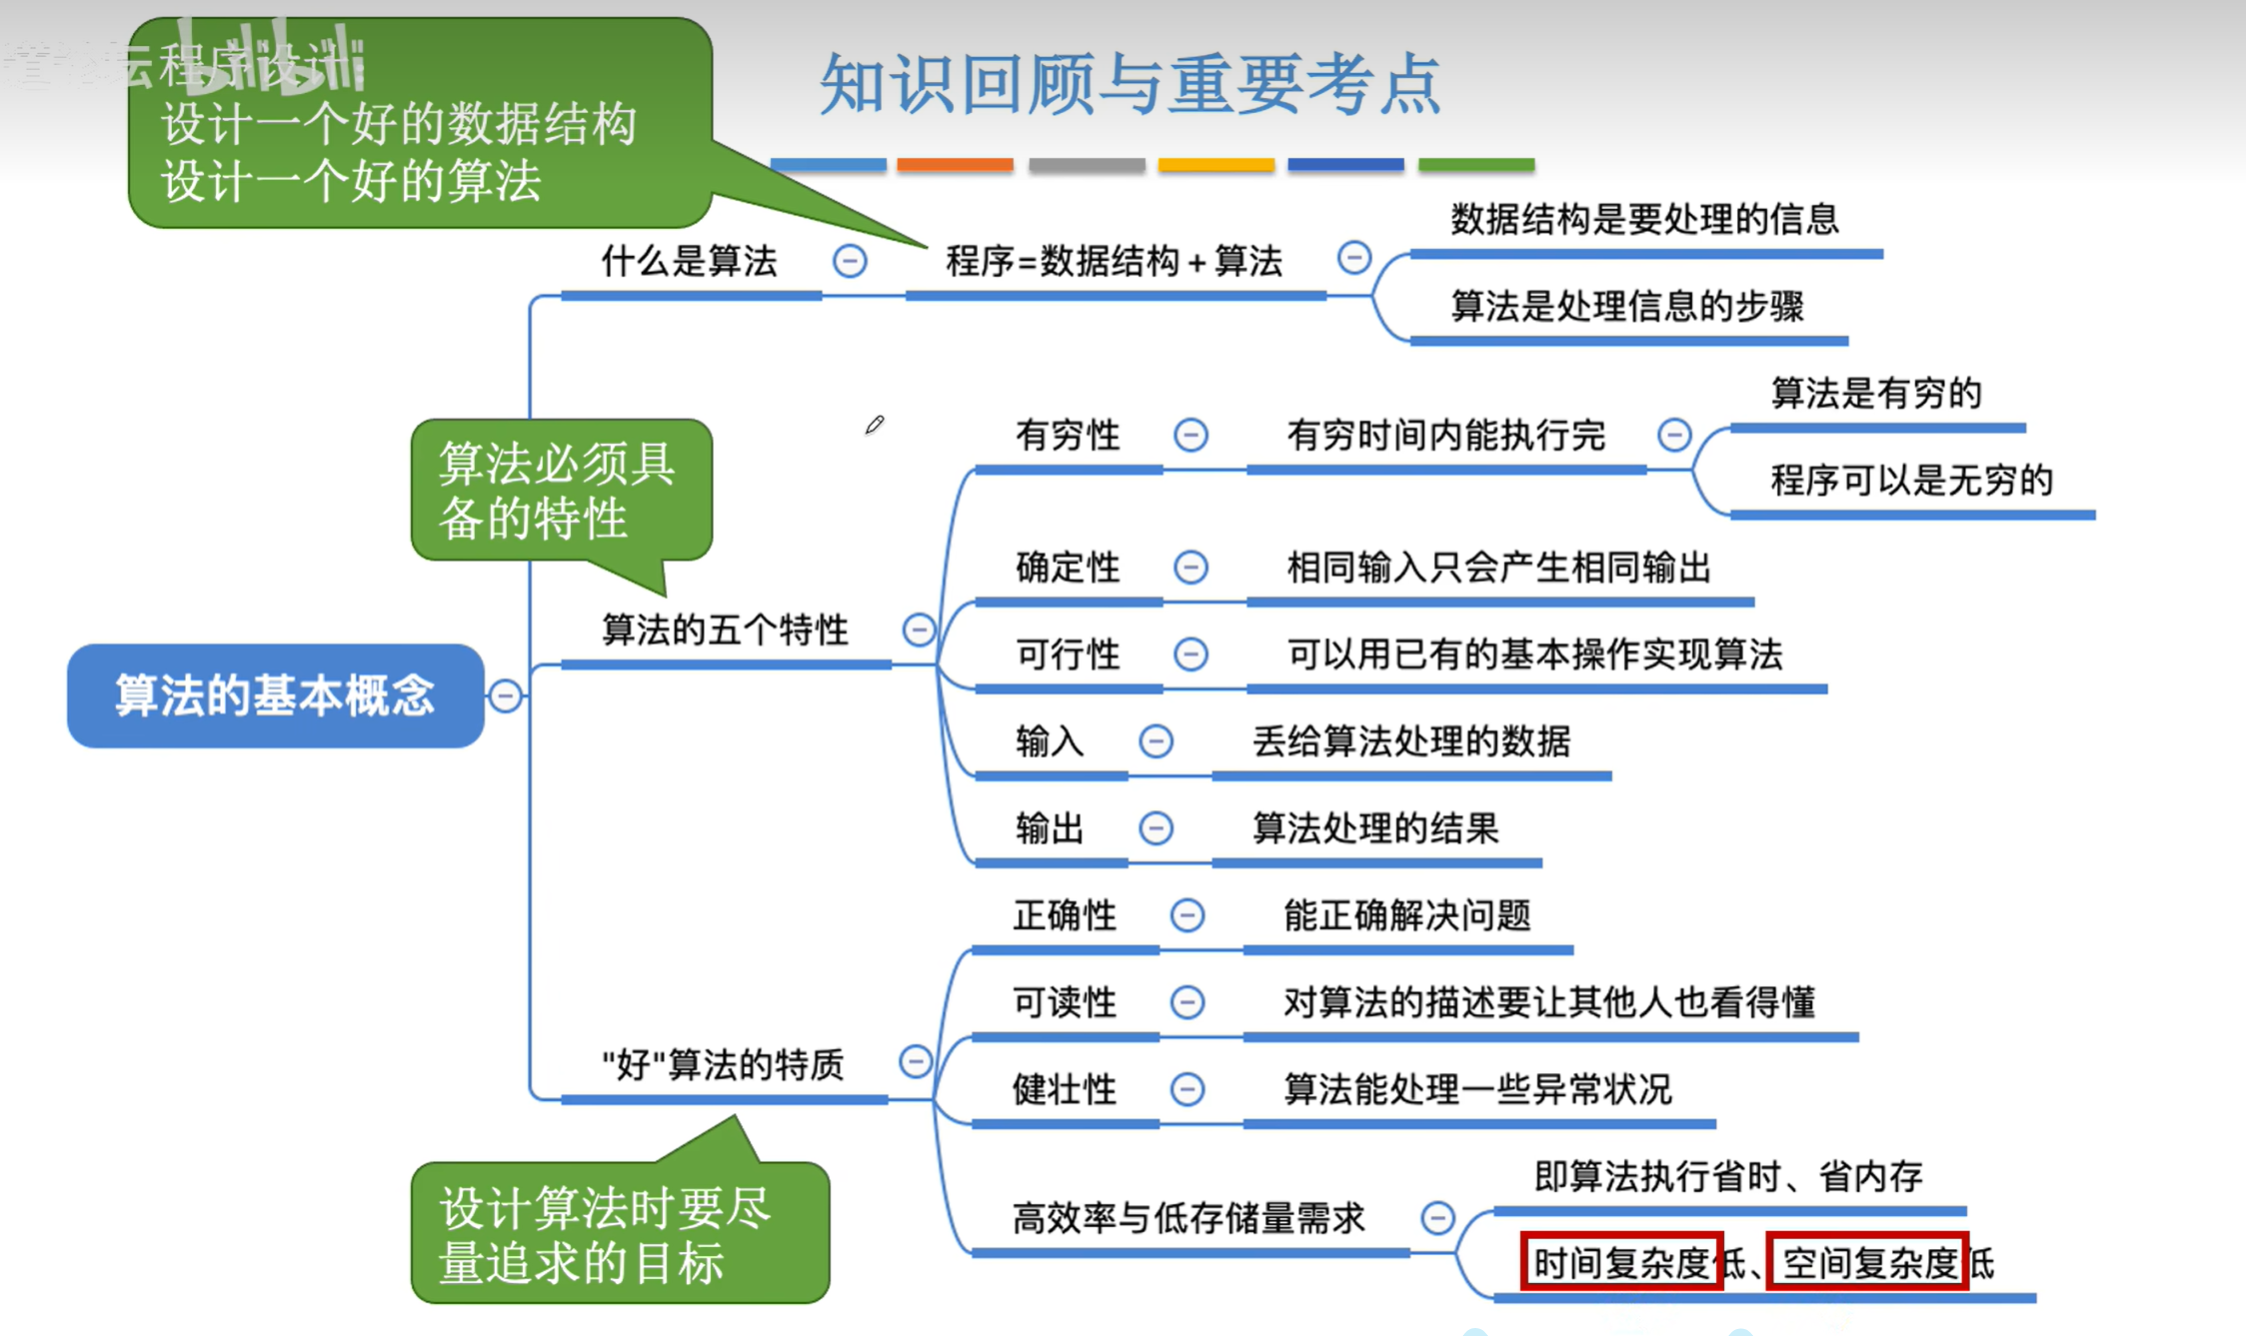 程序设计:
设计一个好的数据结构
设计一个好的算法
知识回顾与重要考点
什么是算法
程序=数据结构+算法
数据结构是要处理的信息
算法是处理信息的步骤
算法必须具
备的特性
算法的五个特性
有穷性
有穷时间内能执行完
算法是有穷的
程序可以是无穷的
确定性
相同输入只会产生相同输出
可行性
可以用已有的基本操作实现算法
输入
丢给算法处理的数据
输出
算法处理的结果
算法的基本概念
"好"算法的特质
正确性
能正确解决问题
可读性
对算法的描述要让其他人也看得懂
健壮性
算法能处理一些异常状况
高效率与低存储量需求
即算法执行省时、省内存
时间复杂度低、空间复杂度低
设计算法时要尽
量追求的目标